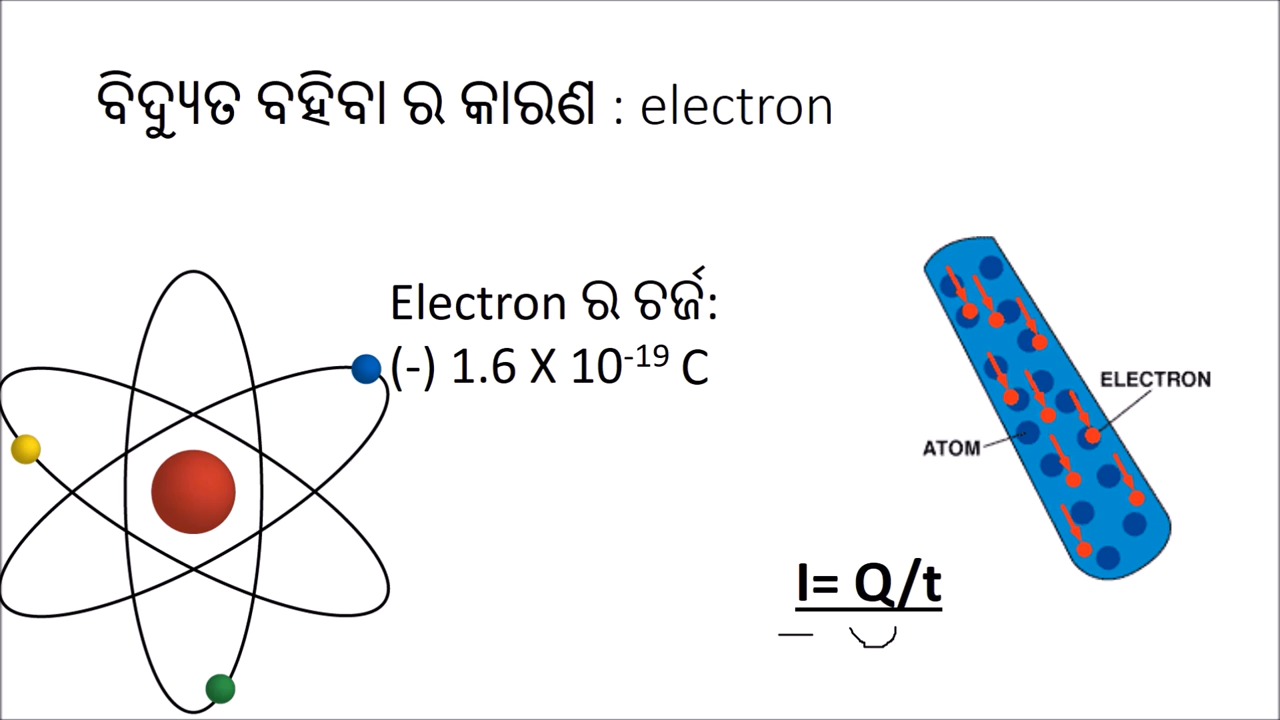 ବିଦ୍ୟୁତ ବହିବା ର କାରଣ : electron
Electron ର ଚର୍ଜ:
(-) 1.6 X 10⁻¹⁹ C
ELECTRON
ATOM
I= Q/t